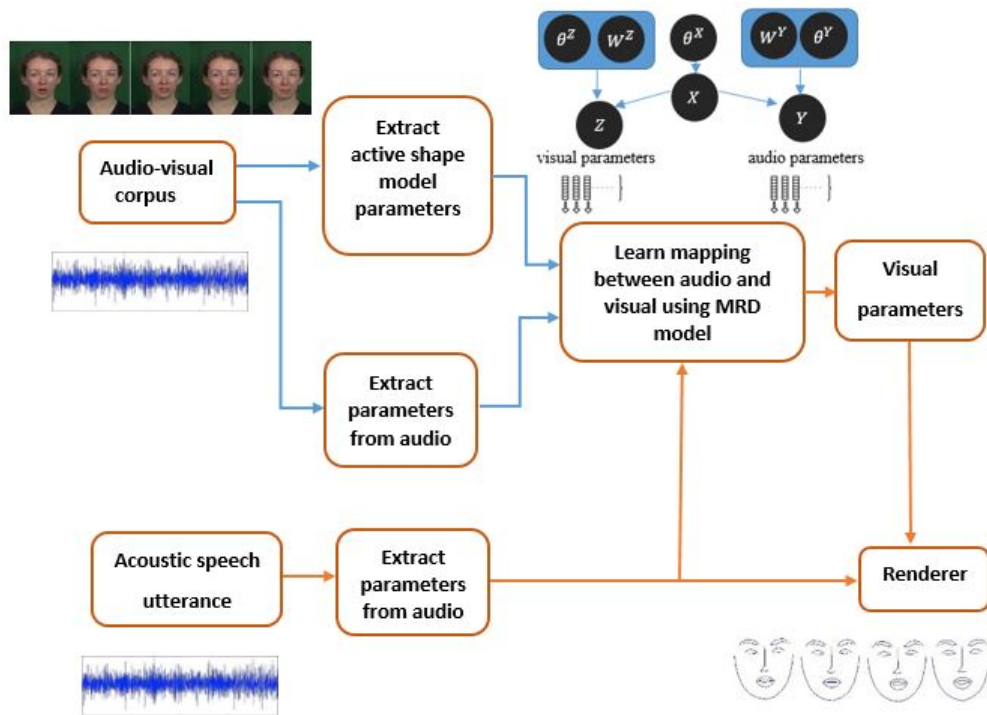 θ^Z W^Z θ^X W^Y θ^Y
X
Z Y
visual parameters audio parameters
Audio-visual
corpus
Extract
active shape
model
parameters
Learn mapping
between audio and
visual using MRD
model
Visual
parameters
Extract
parameters
from audio
Acoustic speech
utterance
Extract
parameters
from audio
Renderer